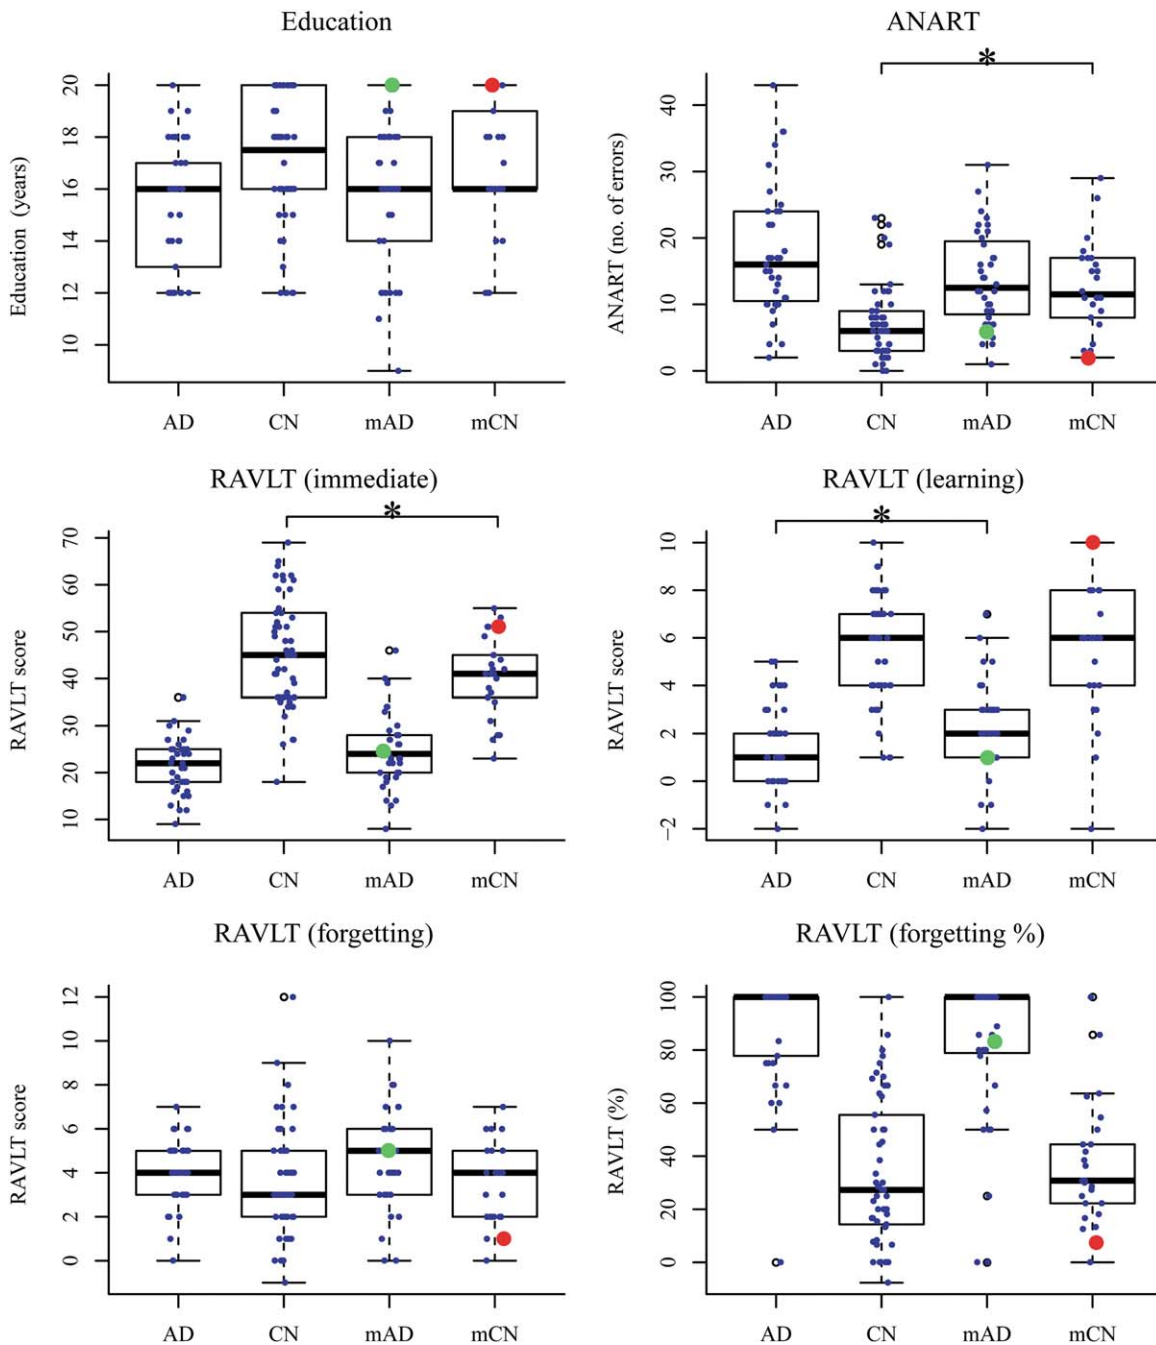 Education
Education (years)
20
18
16
14
12
10
AD CN mAD mCN
ANART
*
ANART (no. of errors)
40
30
20
10
0
AD CN mAD mCN
RAVLT (immediate)
*
RAVLT score
70
60
50
40
30
20
10
AD CN mAD mCN
RAVLT (learning)
*
RAVLT score
10
8
6
4
2
0
−2
AD CN mAD mCN
RAVLT (forgetting)
RAVLT score
12
10
8
6
4
2
0
AD CN mAD mCN
RAVLT (forgetting %)
RAVLT (%)
100
80
60
40
20
0
AD CN mAD mCN